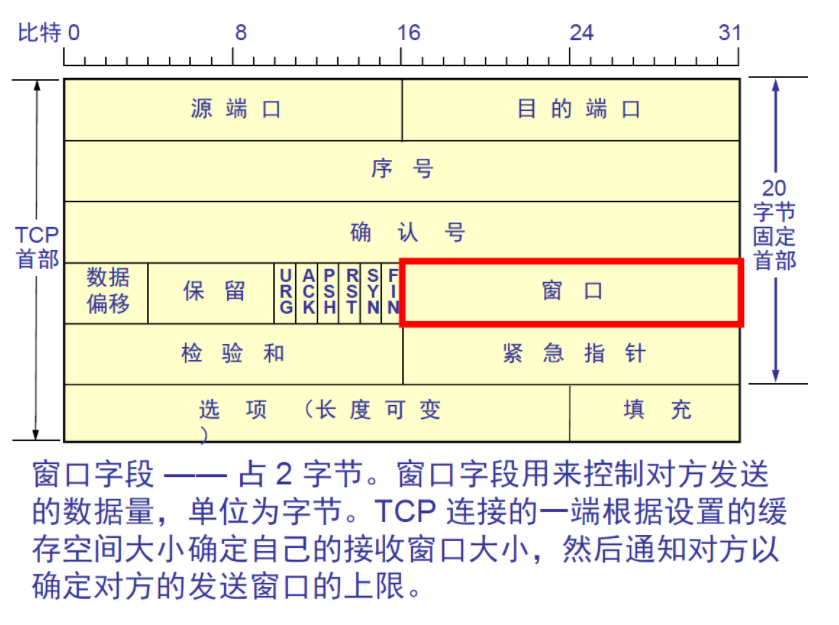 比特 0 8 16 24 31
源端口 目的端口
序号
TCP
首部
确认号
20
字节
固定
首部
数据
偏移
保留
URG
ACK
PSH
RST
SYN
FIN
窗口
检验和 紧急指针
选项（长度可变
） 填充
窗口字段 —— 占 2 字节。窗口字段用来控制对方发送
的数据量，单位为字节。TCP 连接的一端根据设置的缓
存空间大小确定自己的接收窗口大小，然后通知对方以
确定对方的发送窗口的上限。